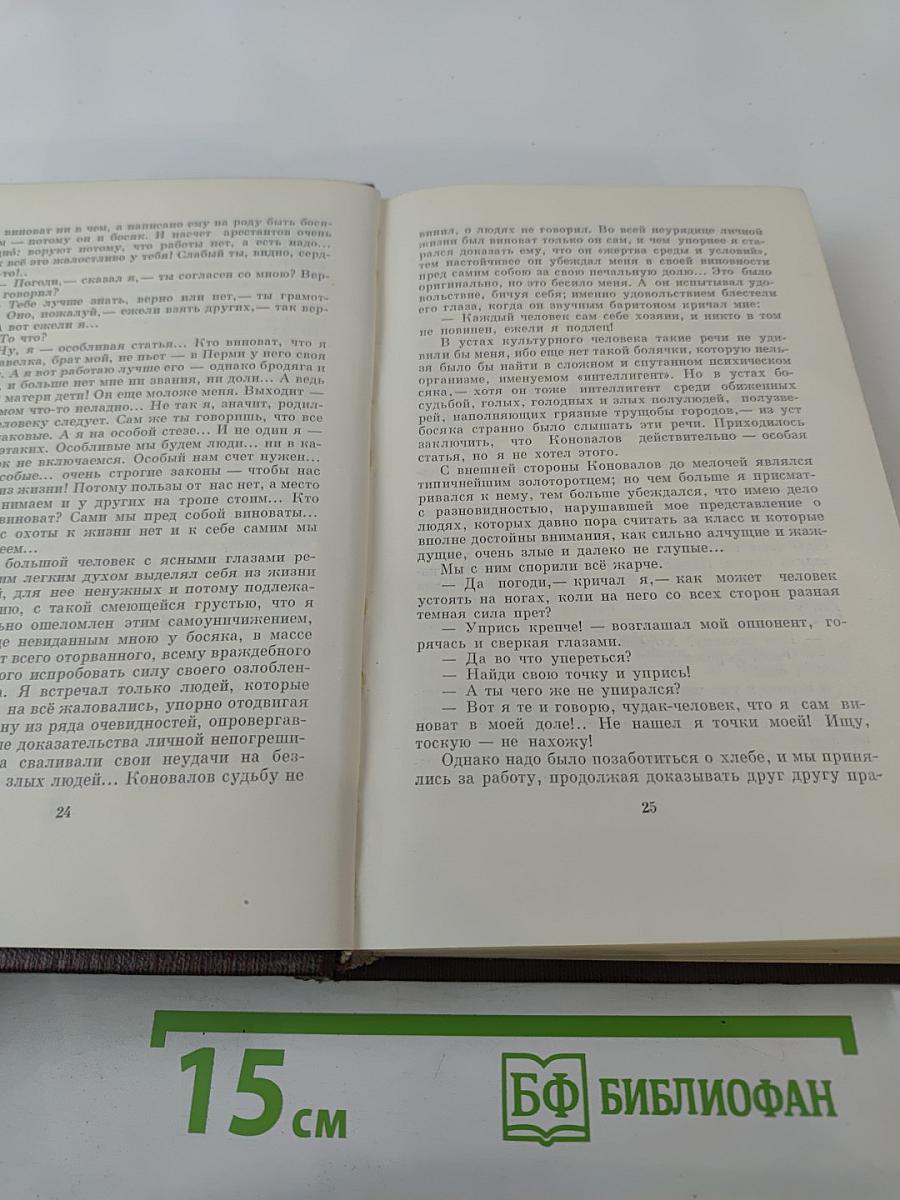 виноват ни в чем, а написано ему на роду быть боси-
м — потому он и босяк. И насчет арестантов очень
но́: воруют потому, что работы нет, а есть надо...
к всё это жалостливо у тебя! Слабый ты, видно, серд-
-то!..
— Погоди,— сказал я,— ты согласен со мною? Вер-
говорил?
Тебе лучше знать, верно или нет,— ты грамот-
Оно, пожалуй,— ежели взять других,— так вер-
А вот ежели я...
То что?
Ну, я — особливая статья... Кто виноват, что я
авелка, брат мой, не пьет — в Перми у него своя
. А я вот работаю лучше его — однако бродяга и
, и больше нет мне ни звания, ни доли... А ведь
матери дети! Он еще моложе меня. Выходит —
мом что-то неладно... Не так я, значит, родил-
еловеку следует. Сам же ты говоришь, что все
аковые. А я на особой стезе... И не один я —
этаких. Особливые мы будем люди... ни в ка-
ок не включаемся. Особый нам счет нужен...
собые... очень строгие законы — чтобы нас
из жизни! Потому пользы от нас нет, а место
нимаем и у других на тропе стоим... Кто
виноват? Сами мы пред собой виноваты...
с охоты к жизни нет и к себе самим мы
еем...
большой человек с ясными глазами ре-
им легким духом выделял себя из жизни
й, для нее ненужных и потому подлежа-
ию, с такой смеющейся грустью, что я
ьно ошеломлен этим самоуничижением,
ще невиданным мною у босяка, в массе
т всего оторванного, всему враждебного
ого испробовать силу своего озлоблен-
а. Я встречал только людей, которые
на всё жаловались, упорно отодвигая
ну из ряда очевидностей, опровергав-
ые доказательства личной непогреши-
а сваливали свои неудачи на без-
злых людей... Коновалов судьбу не
24
винил, о людях не говорил. Во всей неурядице личной
жизни был виноват только он сам, и чем упорнее я ста-
рался доказать ему, что он «жертва среды и условий»,
тем настойчивее он убеждал меня в своей виновности
пред самим собою за свою печальную долю... Это было
оригинально, но это бесило меня. А он испытывал удо-
вольствие, бичуя себя; именно удовольствием блестели
его глаза, когда он звучным баритоном кричал мне:
— Каждый человек сам себе хозяин, и никто в том
не повинен, ежели я подлец!
В устах культурного человека такие речи не уди-
вили бы меня, ибо еще нет такой болячки, которую нель-
зя было бы найти в сложном и спутанном психическом
организме, именуемом «интеллигент». Но в устах бо-
сяка,— хотя он тоже интеллигент среди обиженных
судьбой, голых, голодных и злых полулюдей, полузве-
рей, наполняющих грязные трущобы городов,— из уст
босяка странно было слышать эти речи. Приходилось
заключить, что Коновалов действительно — особая
статья, но я не хотел этого.
С внешней стороны Коновалов до мелочей являлся
типичнейшим золоторотцем; но чем больше я присмат-
ривался к нему, тем больше убеждался, что имею дело
с разновидностью, нарушавшей мое представление о
людях, которых давно пора считать за класс и которые
вполне достойны внимания, как сильно алчущие и жаж-
дущие, очень злые и далеко не глупые...
Мы с ним спорили всё жарче.
— Да погоди,— кричал я,— как может человек
устоять на ногах, коли на него со всех сторон разная
темная сила прет?
— Упрись крепче! — возглашал мой оппонент, го-
рячась и сверкая глазами.
— Да во что упереться?
— Найди свою точку и упрись!
— А ты чего же не упирался?
— Вот я те и говорю, чудак-человек, что я сам ви-
новат в моей доле!.. Не нашел я точки моей! Ищу,
тоскую — не нахожу!
Однако надо было позаботиться о хлебе, и мы приня-
лись за работу, продолжая доказывать друг другу пра-
25
15 см
БФ БИБЛИОФАН